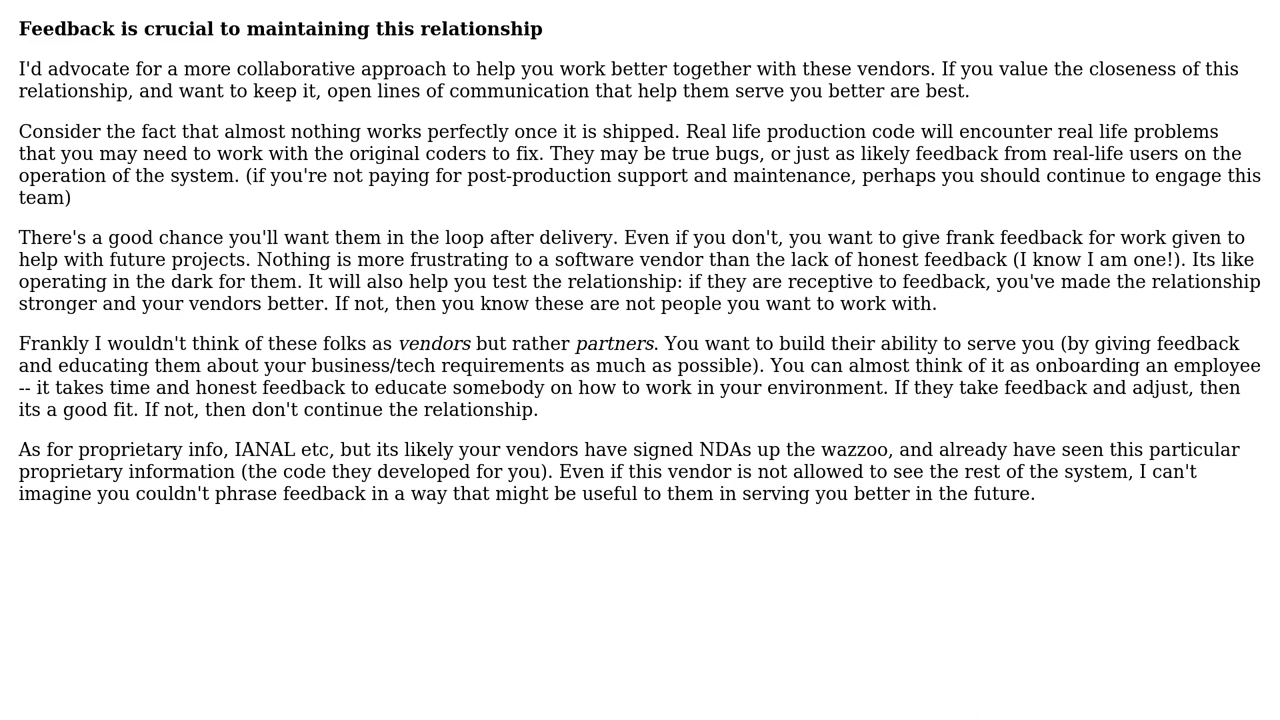 Feedback is crucial to maintaining this relationship
I'd advocate for a more collaborative approach to help you work better together with these vendors. If you value the closeness of this
relationship, and want to keep it, open lines of communication that help them serve you better are best.
Consider the fact that almost nothing works perfectly once it is shipped. Real life production code will encounter real life problems
that you may need to work with the original coders to fix. They may be true bugs, or just as likely feedback from real-life users on the
operation of the system. (if you're not paying for post-production support and maintenance, perhaps you should continue to engage this
team)
There's a good chance you'll want them in the loop after delivery. Even if you don't, you want to give frank feedback for work given to
help with future projects. Nothing is more frustrating to a software vendor than the lack of honest feedback (I know I am one!). Its like
operating in the dark for them. It will also help you test the relationship: if they are receptive to feedback, you've made the relationship
stronger and your vendors better. If not, then you know these are not people you want to work with.
Frankly I wouldn't think of these folks as vendors but rather partners. You want to build their ability to serve you (by giving feedback
and educating them about your business/tech requirements as much as possible). You can almost think of it as onboarding an employee
-- it takes time and honest feedback to educate somebody on how to work in your environment. If they take feedback and adjust, then
its a good fit. If not, then don't continue the relationship.
As for proprietary info, IANAL etc, but its likely your vendors have signed NDAs up the wazzoo, and already have seen this particular
proprietary information (the code they developed for you). Even if this vendor is not allowed to see the rest of the system, I can't
imagine you couldn't phrase feedback in a way that might be useful to them in serving you better in the future.